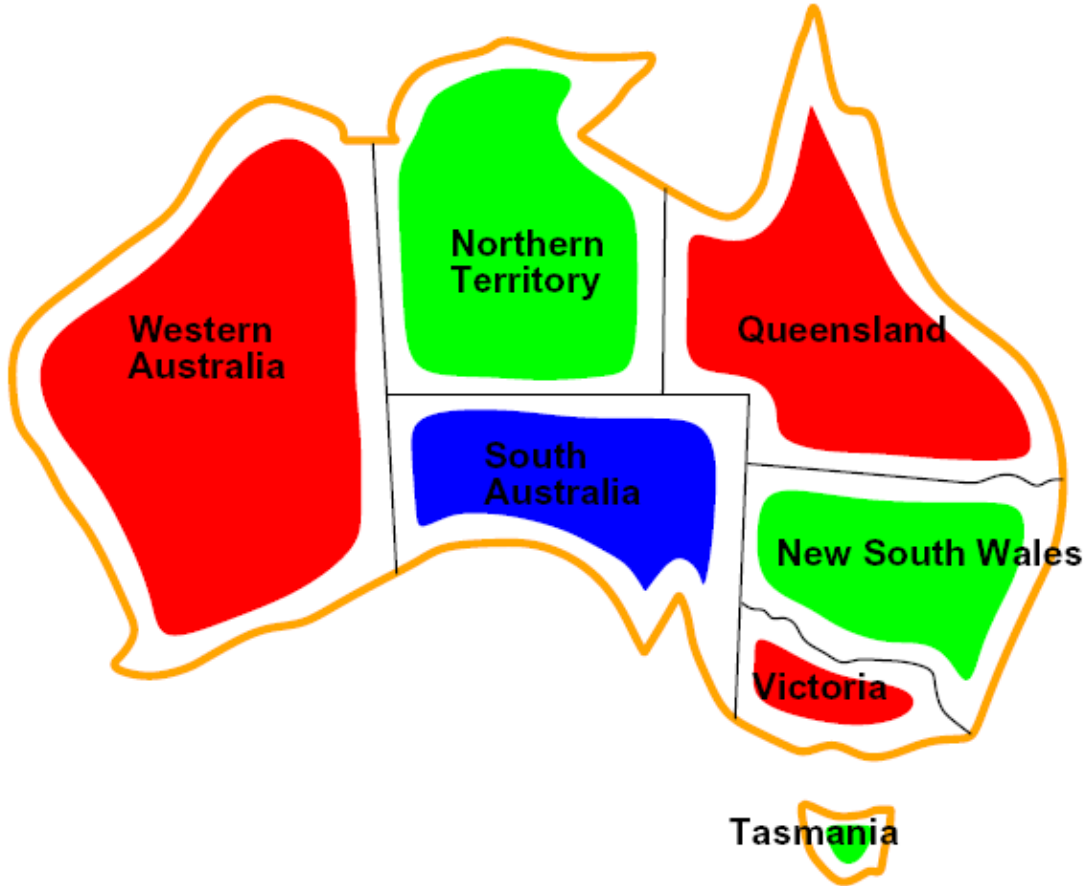 Northern
Territory
Western
Australia
Queensland
South
Australia
New South Wales
Victoria
Tasmania